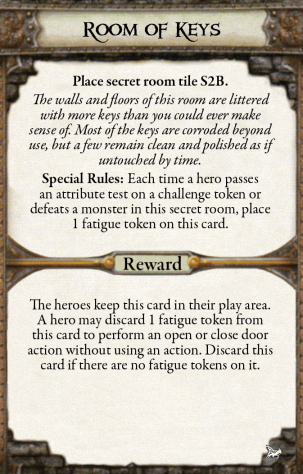 Room of Keys
Place secret room tile S2B.
The walls and floors of this room are littered
with more keys than you could ever make
sense of. Most of the keys are corroded beyond
use, but a few remain clean and polished as if
untouched by time.
Special Rules: Each time a hero passes
an attribute test on a challenge token or
defeats a monster in this secret room, place
1 fatigue token on this card.
Reward
The heroes keep this card in their play area.
A hero may discard 1 fatigue token from
this card to perform an open or close door
action without using an action. Discard this
card if there are no fatigue tokens on it.